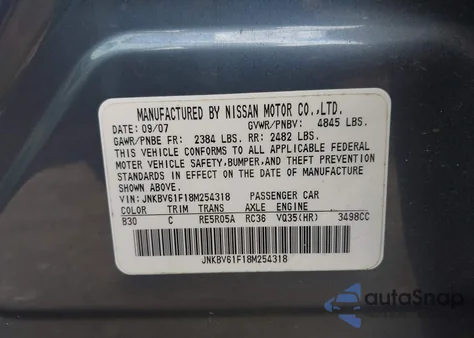 MANUFACTURED BY NISSAN MOTOR CO.,LTD.
DATE: 09/07 GVWR/PNBV: 4845 LBS.
GAWR/PNBE FR: 2384 LBS. RR: 2482 LBS.
THIS VEHICLE CONFORMS TO ALL APPLICABLE FEDERAL
MOTOR VEHICLE SAFETY,BUMPER,AND THEFT PREVENTION
STANDARDS IN EFFECT ON THE DATE OF MANUFACTURE
SHOWN ABOVE.
VIN: JNKBV61F18M254318 PASSENGER CAR
COLOR TRIM TRANS AXLE ENGINE
B30 C RE5R05A RC36 VQ35(HR) 3498CC
JNKBV61F18M254318
autoSnap